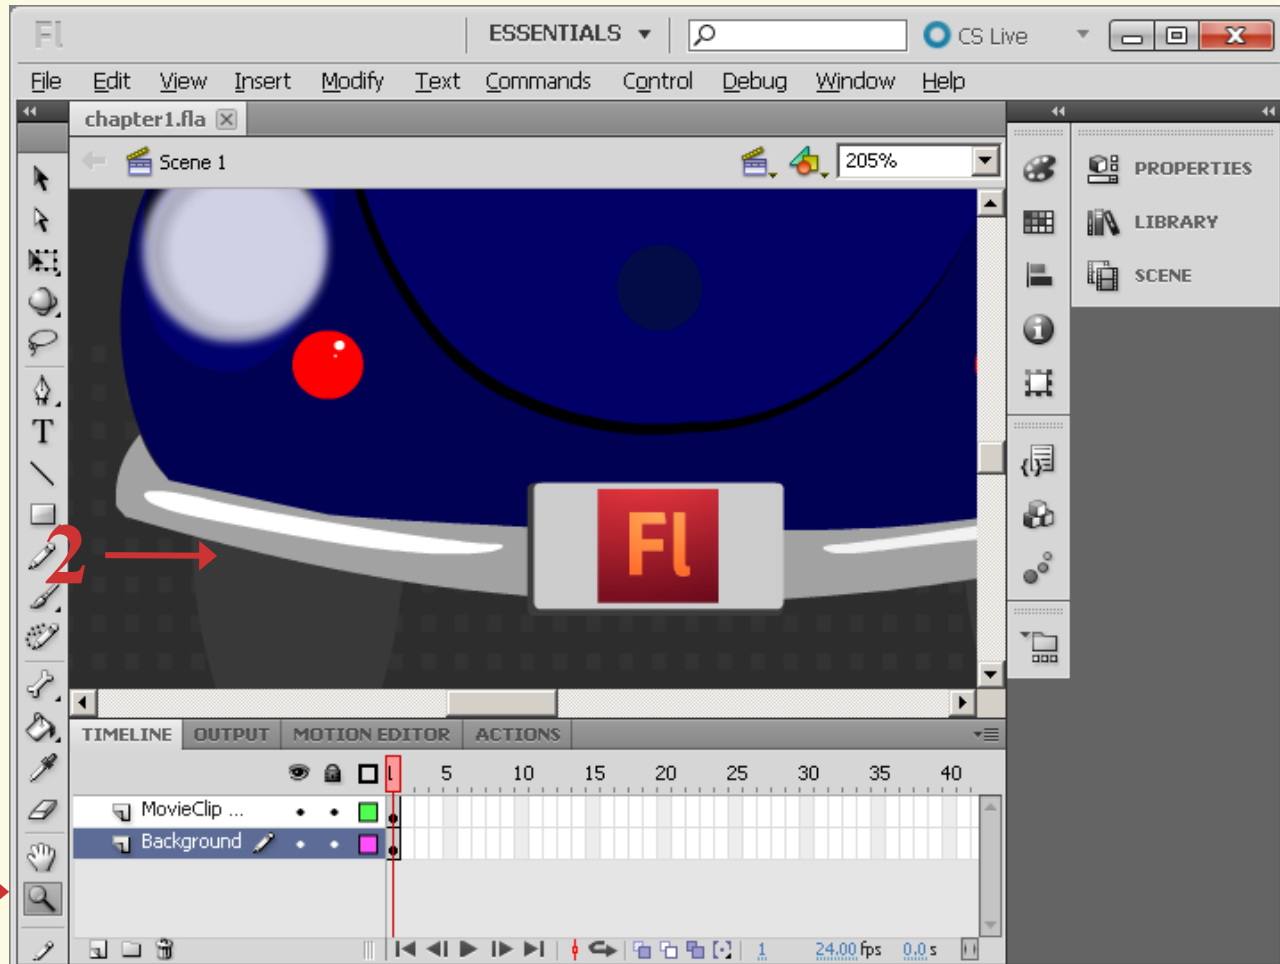 Fl ESSENTIALS CS Live
File Edit View Insert Modify Text Commands Control Debug Window Help
chapter1.fla
Scene 1 205%
PROPERTIES
LIBRARY
SCENE
T
2
Fl
TIMELINE OUTPUT MOTION EDITOR ACTIONS
1 5 10 15 20 25 30 35 40
MovieClip ...
Background
1 24.00 fps 0.0 s